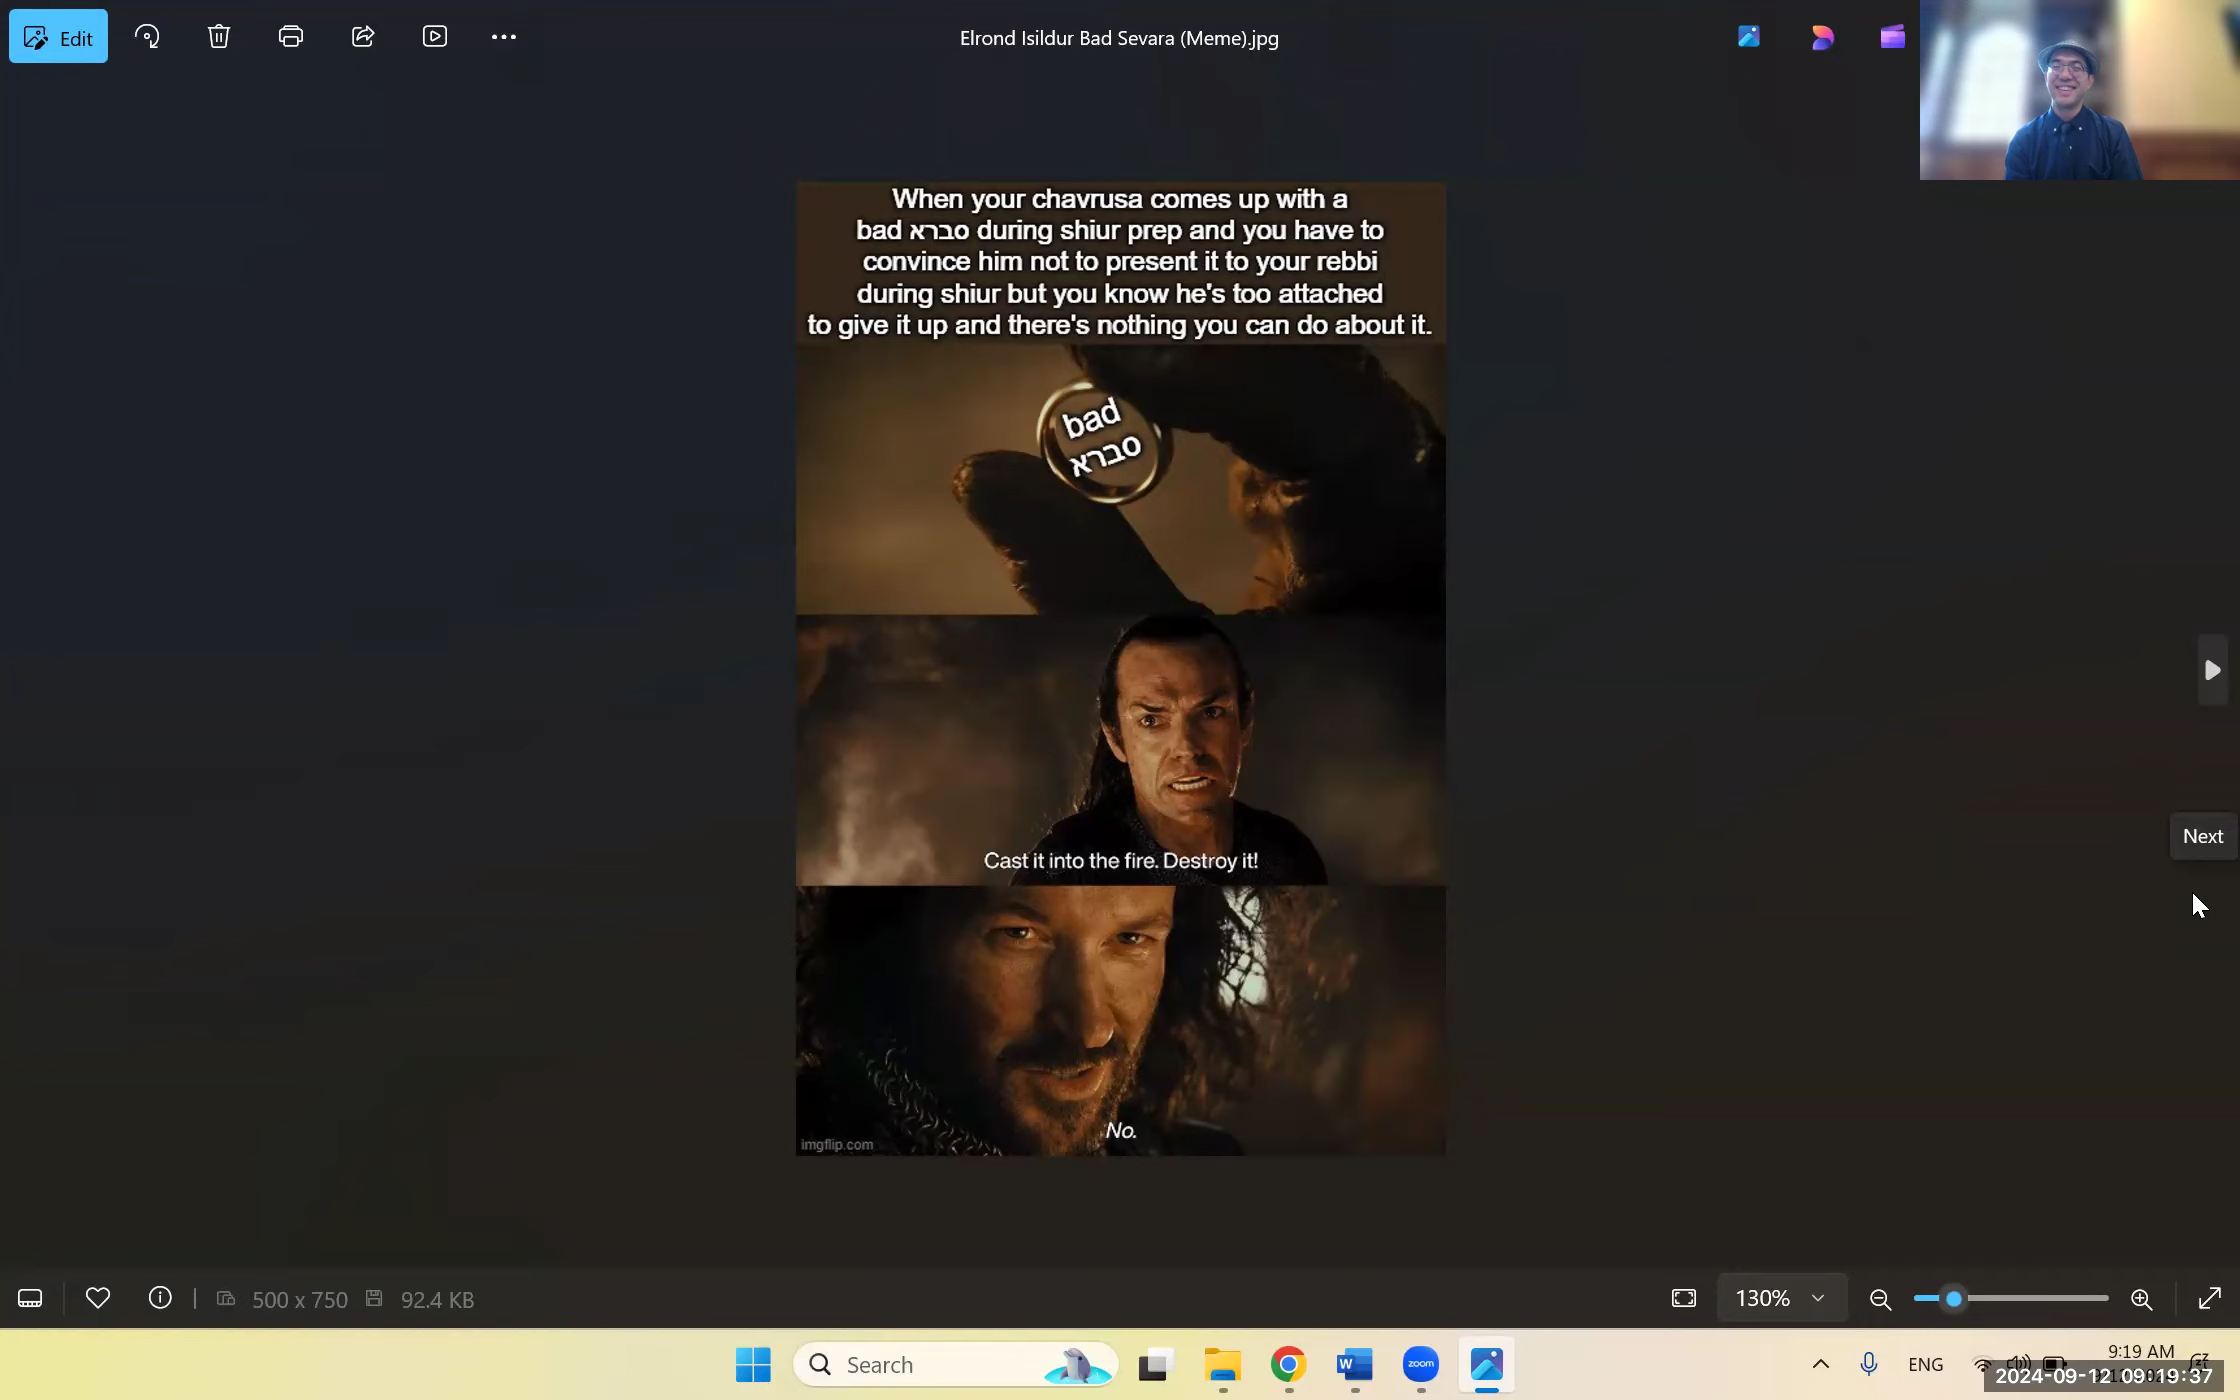 Edit
Elrond Isildur Bad Sevara (Meme).jpg
When your chavrusa comes up with a
bad סברא during shiur prep and you have to
convince him not to present it to your rebbi
during shiur but you know he's too attached
to give it up and there's nothing you can do about it.
bad
סברא
Cast it into the fire. Destroy it!
Next
No.
imgflip.com
500 x 750
92.4 KB
130%
Search
W
zoom
ENG
9:19 AM
2024-09-12 09:19:37